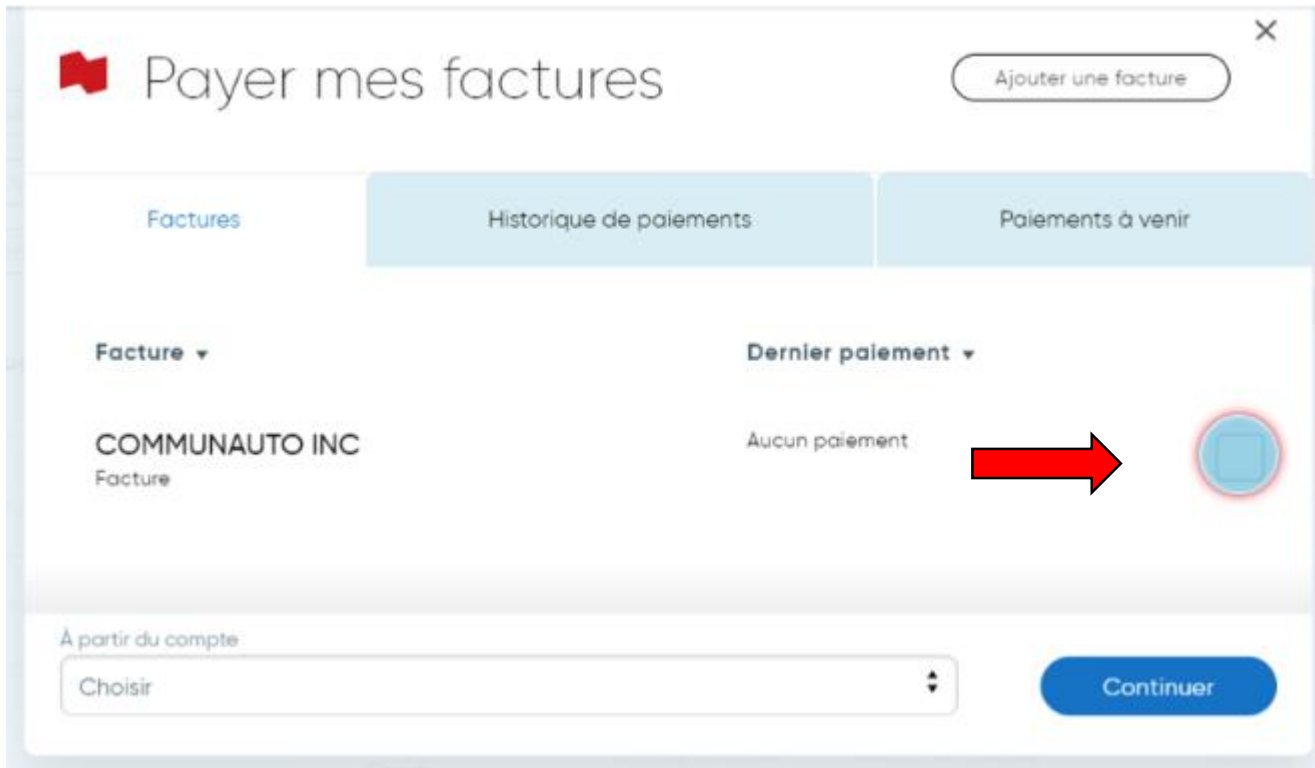 Payer mes factures
Ajouter une facture
Factures
Historique de paiements
Paiements à venir
Facture
Dernier paiement
COMMUNAUTO INC
Aucun paiement
Facture
À partir du compte
Choisir
Continuer